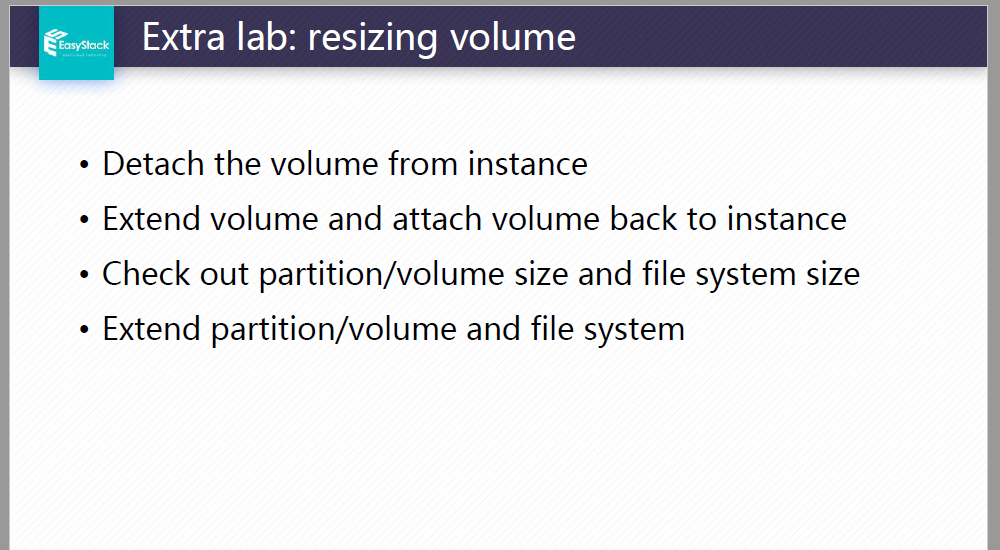 EasyStack
Extra lab: resizing volume
• Detach the volume from instance
• Extend volume and attach volume back to instance
• Check out partition/volume size and file system size
• Extend partition/volume and file system